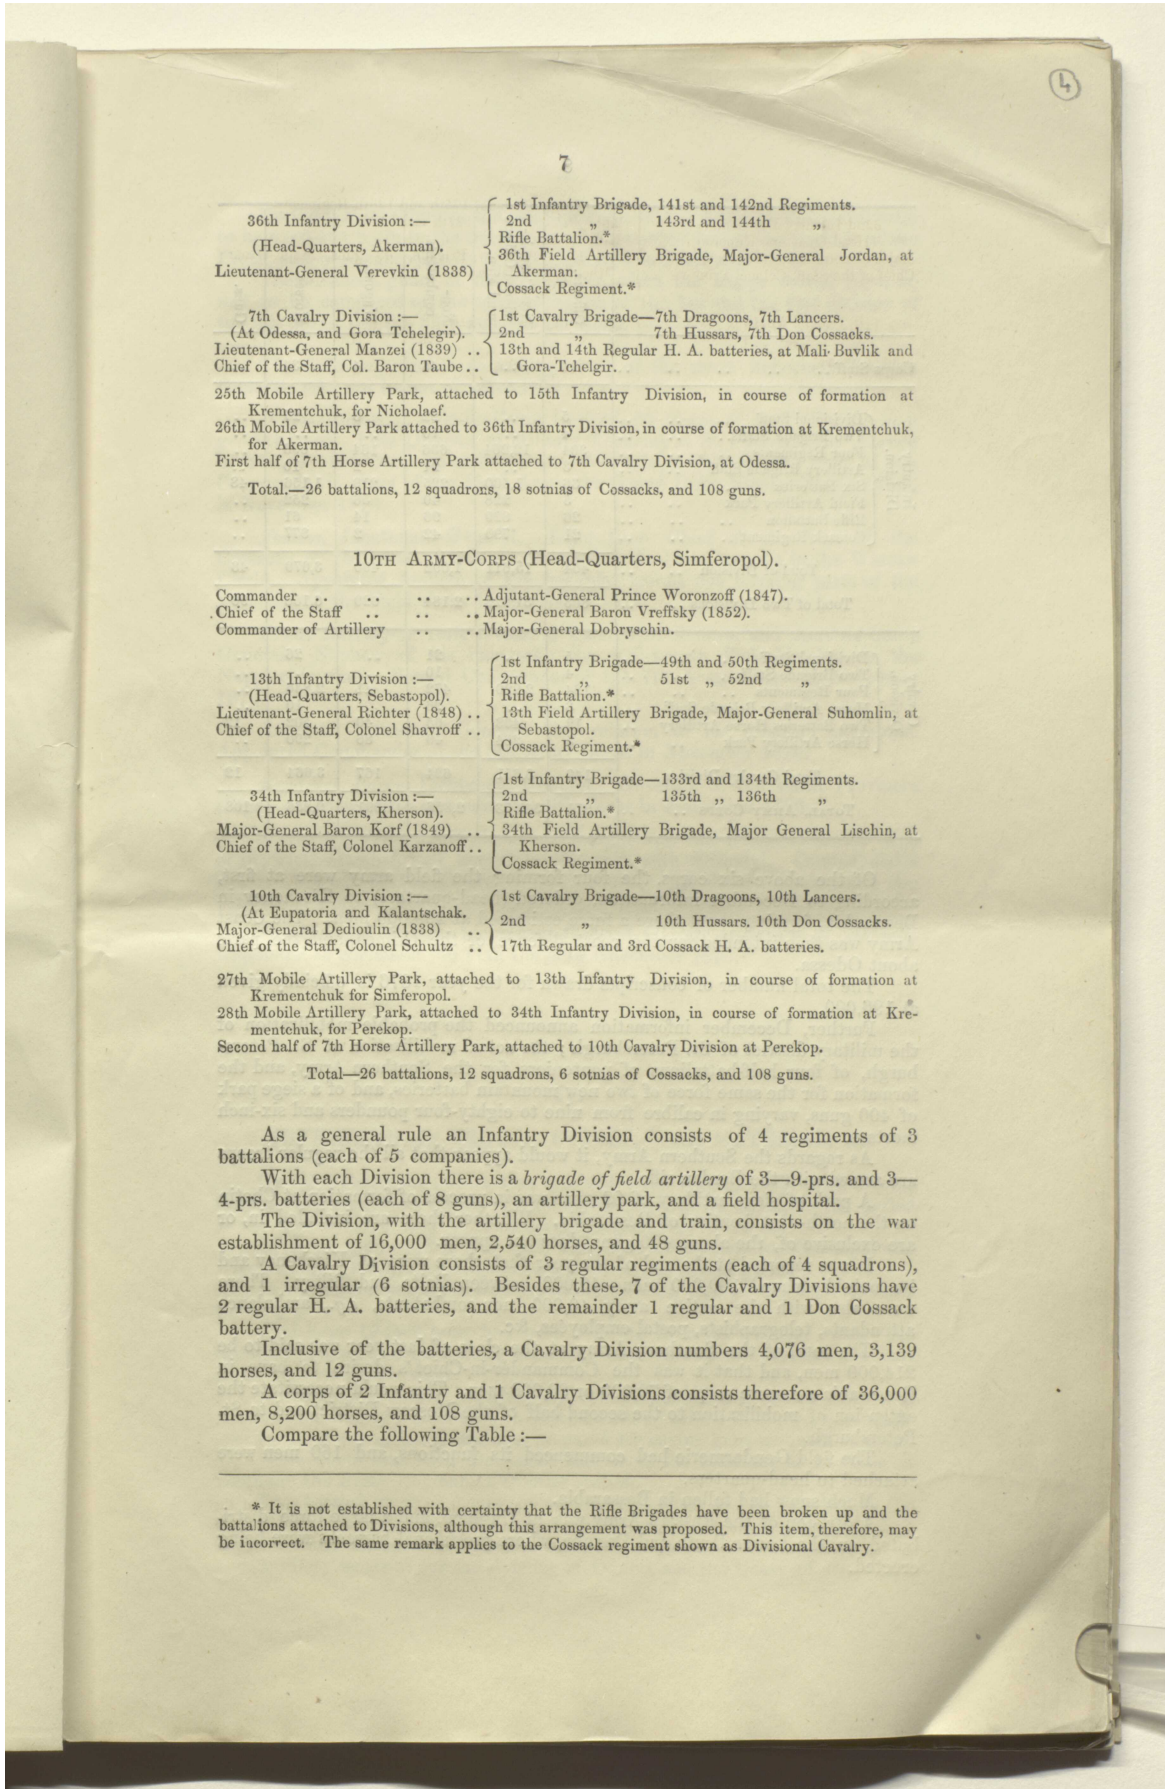 4
7
36th Infantry Division :—
(Head-Quarters, Akerman).
Lieutenant-General Verevkin (1838)
1st Infantry Brigade, 141st and 142nd Regiments.
2nd „ 143rd and 144th „
Rifle Battalion.*
36th Field Artillery Brigade, Major-General Jordan, at
Akerman.
Cossack Regiment.*
7th Cavalry Division :—
(At Odessa, and Gora Tchelegir).
Lieutenant-General Manzei (1839) ..
Chief of the Staff, Col. Baron Taube ..
1st Cavalry Brigade—7th Dragoons, 7th Lancers.
2nd „ 7th Hussars, 7th Don Cossacks.
13th and 14th Regular H. A. batteries, at Mali Buvlik and
Gora-Tchelgir.
25th Mobile Artillery Park, attached to 15th Infantry Division, in course of formation at
Krementchuk, for Nicholaef.
26th Mobile Artillery Park attached to 36th Infantry Division, in course of formation at Krementchuk,
for Akerman.
First half of 7th Horse Artillery Park attached to 7th Cavalry Division, at Odessa.
Total.—26 battalions, 12 squadrons, 18 sotnias of Cossacks, and 108 guns.
10TH ARMY-CORPS (Head-Quarters, Simferopol).
Commander .. .. .. .. Adjutant-General Prince Woronzoff (1847).
Chief of the Staff .. .. .. Major-General Baron Vreffsky (1852).
Commander of Artillery .. .. Major-General Dobryschin.
13th Infantry Division :—
(Head-Quarters, Sebastopol).
Lieutenant-General Richter (1848) ..
Chief of the Staff, Colonel Shavroff ..
1st Infantry Brigade—49th and 50th Regiments.
2nd „ 51st „ 52nd „
Rifle Battalion.*
13th Field Artillery Brigade, Major-General Suhomlin, at
Sebastopol.
Cossack Regiment.*
34th Infantry Division :—
(Head-Quarters, Kherson).
Major-General Baron Korf (1849) ..
Chief of the Staff, Colonel Karzanoff ..
1st Infantry Brigade—133rd and 134th Regiments.
2nd „ 135th „ 136th „
Rifle Battalion.*
34th Field Artillery Brigade, Major General Lischin, at
Kherson.
Cossack Regiment.*
10th Cavalry Division :—
(At Eupatoria and Kalantschak.
Major-General Dedioulin (1838) ..
Chief of the Staff, Colonel Schultz ..
1st Cavalry Brigade—10th Dragoons, 10th Lancers.
2nd „ 10th Hussars. 10th Don Cossacks.
17th Regular and 3rd Cossack H. A. batteries.
27th Mobile Artillery Park, attached to 13th Infantry Division, in course of formation at
Krementchuk for Simferopol.
28th Mobile Artillery Park, attached to 34th Infantry Division, in course of formation at Kre-
mentchuk, for Perekop.
Second half of 7th Horse Artillery Park, attached to 10th Cavalry Division at Perekop.
Total—26 battalions, 12 squadrons, 6 sotnias of Cossacks, and 108 guns.
As a general rule an Infantry Division consists of 4 regiments of 3
battalions (each of 5 companies).
With each Division there is a brigade of field artillery of 3—9-prs. and 3—
4-prs. batteries (each of 8 guns), an artillery park, and a field hospital.
The Division, with the artillery brigade and train, consists on the war
establishment of 16,000 men, 2,540 horses, and 48 guns.
A Cavalry Division consists of 3 regular regiments (each of 4 squadrons),
and 1 irregular (6 sotnias). Besides these, 7 of the Cavalry Divisions have
2 regular H. A. batteries, and the remainder 1 regular and 1 Don Cossack
battery.
Inclusive of the batteries, a Cavalry Division numbers 4,076 men, 3,139
horses, and 12 guns.
A corps of 2 Infantry and 1 Cavalry Divisions consists therefore of 36,000
men, 8,200 horses, and 108 guns.
Compare the following Table :—
* It is not established with certainty that the Rifle Brigades have been broken up and the
battalions attached to Divisions, although this arrangement was proposed. This item, therefore, may
be incorrect. The same remark applies to the Cossack regiment shown as Divisional Cavalry.